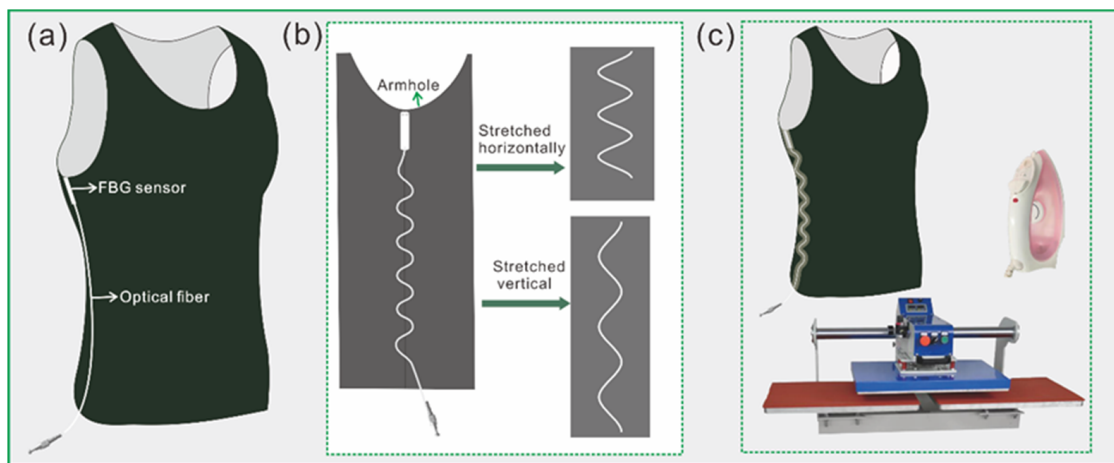 (a)
FBG sensor
Optical fiber
(b)
Armhole
Stretched
horizontally
Stretched
vertical
(c)